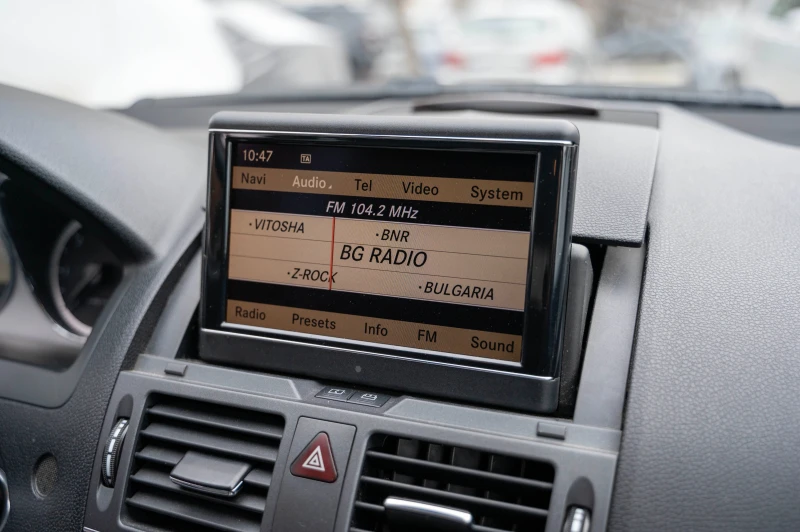 10:47 TA
Navi Audio Tel Video System
FM 104.2 MHz
·VITOSHA ·BNR
BG RADIO
·Z-ROCK ·BULGARIA
Radio Presets Info FM Sound